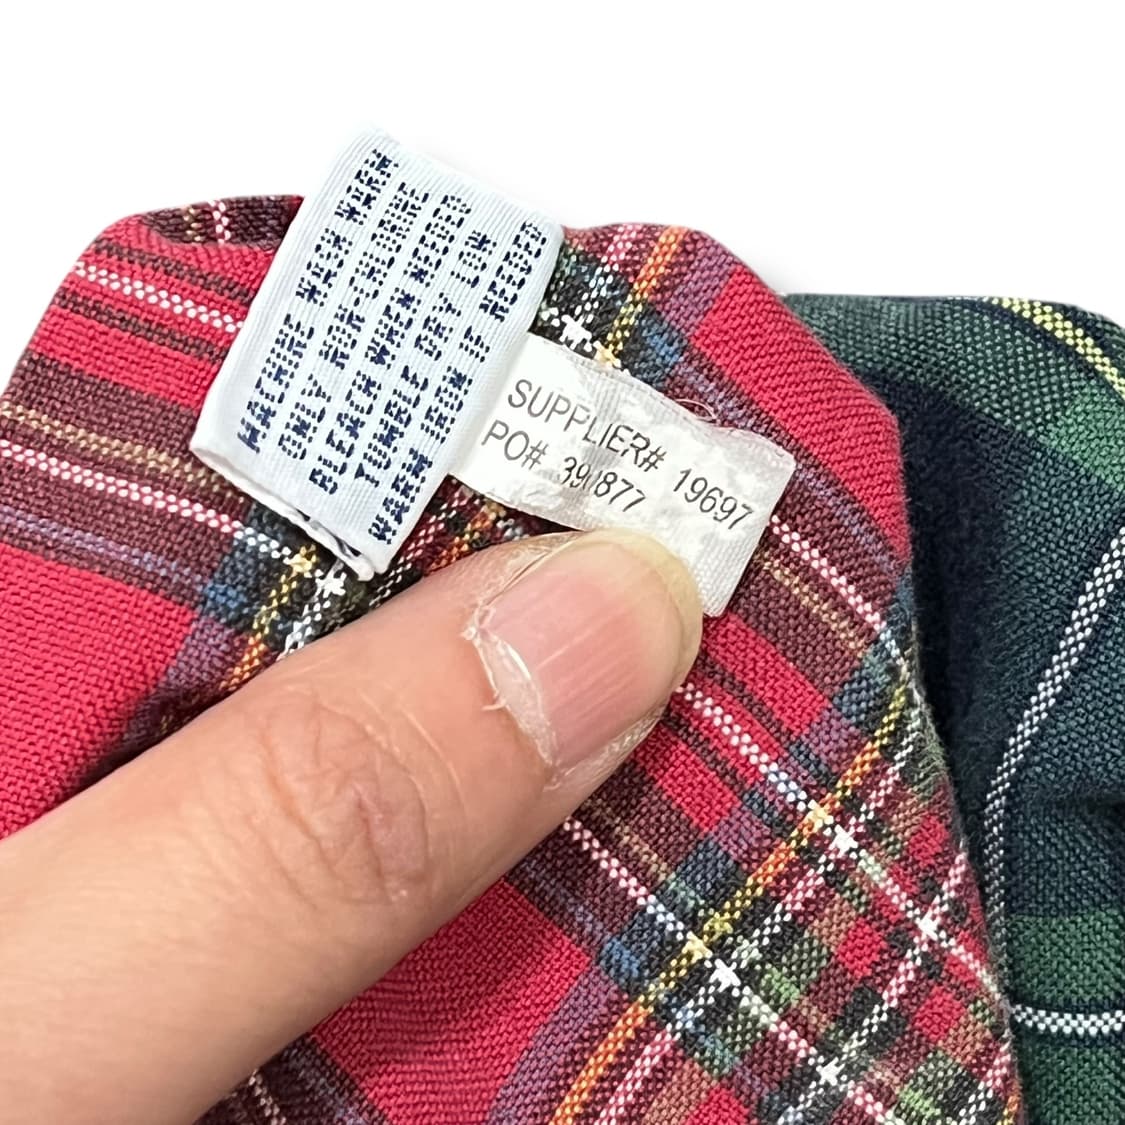 MACHINE WASH WARM
ONLY NON-CHLORINE
BLEACH WHEN NEEDED
TUMBLE DRY LOW
WARM IRON IF NEEDED
SUPPLIER# 19697
PO#